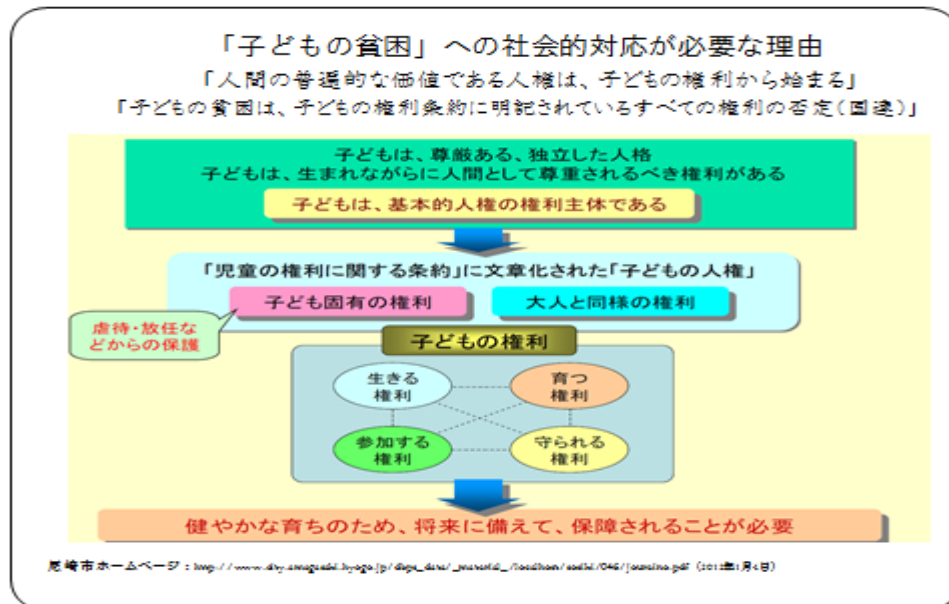 「子どもの貧困」への社会的対応が必要な理由
「人間の普遍的な価値である人権は、子どもの権利から始まる」
「子どもの貧困は、子どもの権利条約に明記されているすべての権利の否定(国連)」
子どもは、尊厳ある、独立した人格
子どもは、生まれながらに人間として尊重されるべき権利がある
子どもは、基本的人権の権利主体である
「児童の権利に関する条約」に文章化された「子どもの人権」
子ども固有の権利
大人と同様の権利
虐待・放任な
どからの保護
子どもの権利
生きる
権利
育つ
権利
参加する
権利
守られる
権利
健やかな育ちのため、将来に備えて、保障されることが必要
尼崎市ホームページ: